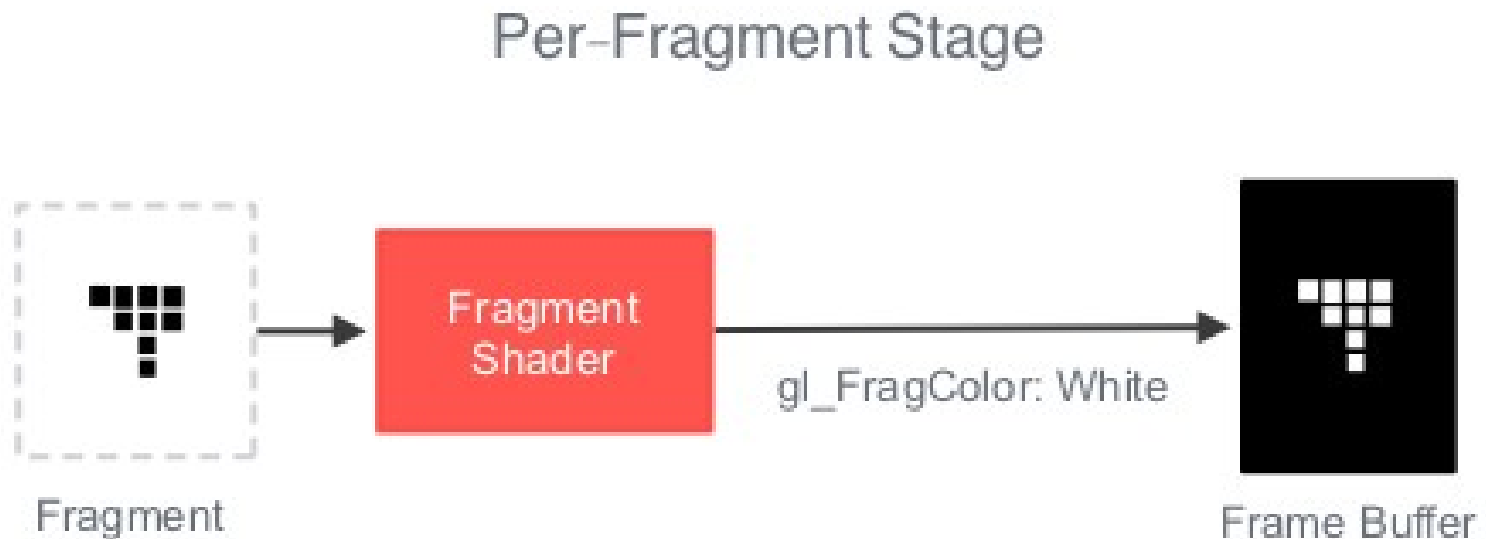 Per-Fragment Stage
Fragment
Shader
gl_FragColor: White
Fragment
Frame Buffer